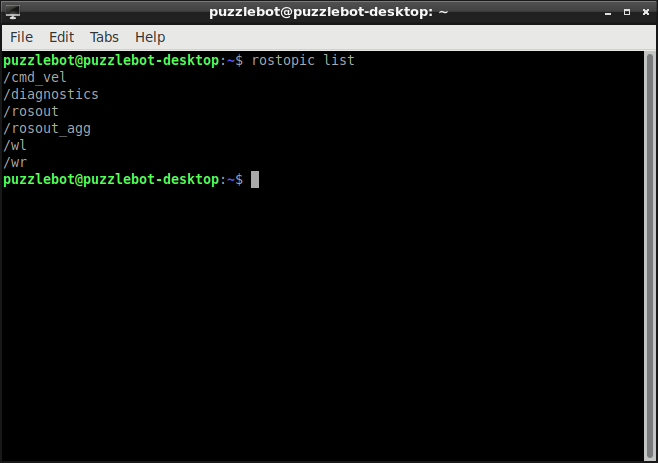 puzzlebot@puzzlebot-desktop: ~
File Edit Tabs Help
puzzlebot@puzzlebot-desktop:~$ rostopic list
/cmd_vel
/diagnostics
/rosout
/rosout_agg
/wl
/wr
puzzlebot@puzzlebot-desktop:~$